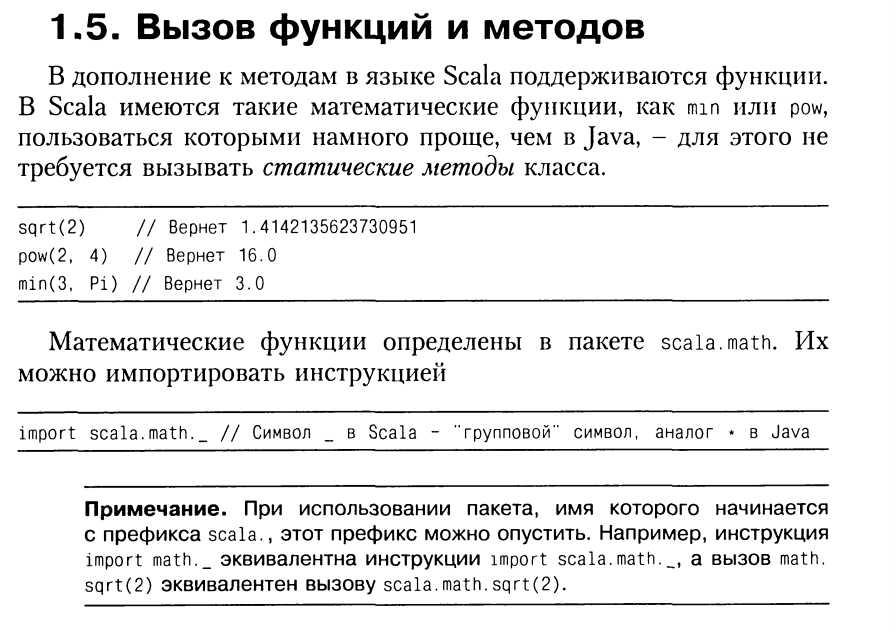 1.5. Вызов функций и методов
В дополнение к методам в языке Scala поддерживаются функции.
В Scala имеются такие математические функции, как min или pow,
пользоваться которыми намного проще, чем в Java, – для этого не
требуется вызывать статические методы класса.
sqrt(2) // Вернет 1.4142135623730951
pow(2, 4) // Вернет 16.0
min(3, Pi) // Вернет 3.0
Математические функции определены в пакете scala.math. Их
можно импортировать инструкцией
import scala.math._ // Символ _ в Scala – "групповой" символ, аналог * в Java
Примечание. При использовании пакета, имя которого начинается
с префикса scala., этот префикс можно опустить. Например, инструкция
import math._ эквивалентна инструкции import scala.math._, а вызов math.
sqrt(2) эквивалентен вызову scala.math.sqrt(2).